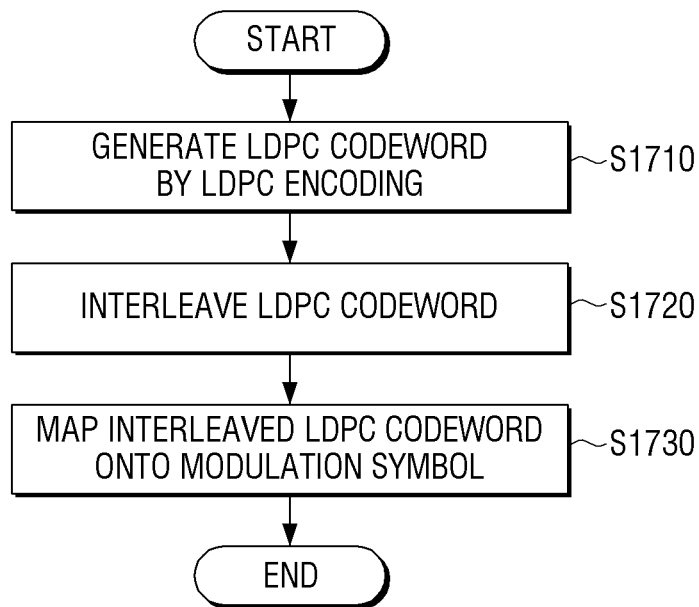 START
GENERATE LDPC CODEWORD
BY LDPC ENCODING
S1710
INTERLEAVE LDPC CODEWORD
S1720
MAP INTERLEAVED LDPC CODEWORD
ONTO MODULATION SYMBOL
S1730
END